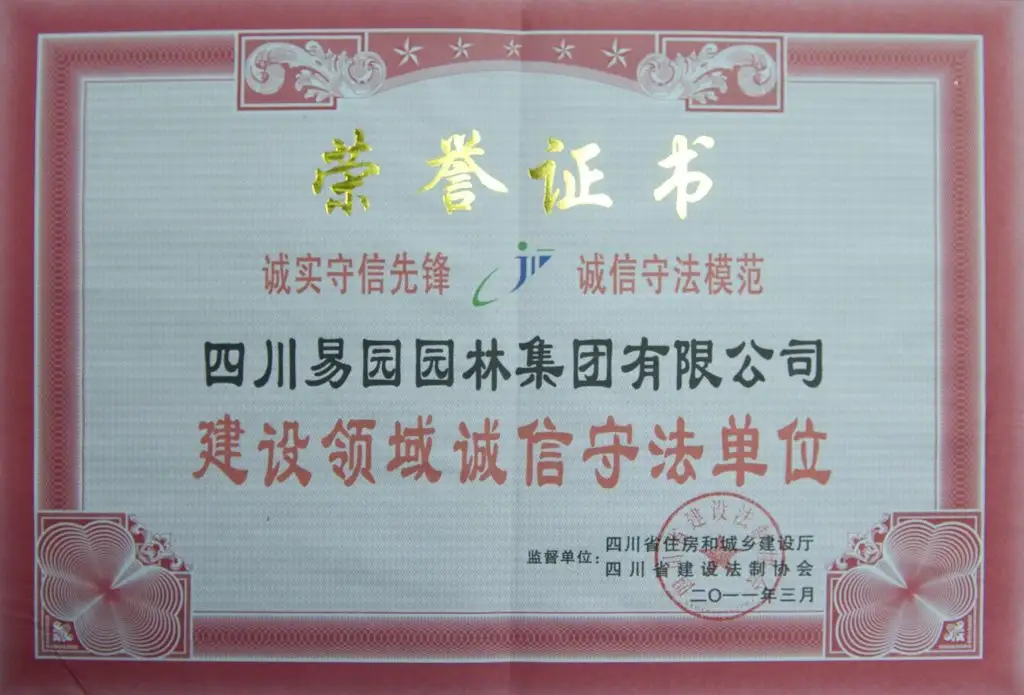 荣誉证书
诚实守信先锋 诚信守法模范
四川易园园林集团有限公司
建设领域诚信守法单位
监督单位：四川省住房和城乡建设厅
四川省建设法制协会
二〇一一年三月